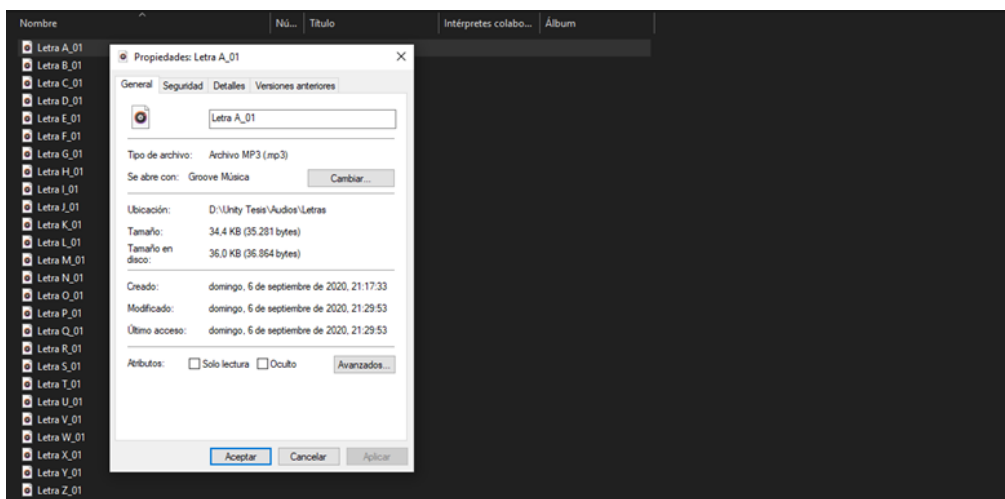 Nombre Nú... Título Intérpretes colabo... Álbum
Letra A_01
Letra B_01
Letra C_01
Letra D_01
Letra E_01
Letra F_01
Letra G_01
Letra H_01
Letra I_01
Letra J_01
Letra K_01
Letra L_01
Letra M_01
Letra N_01
Letra O_01
Letra P_01
Letra Q_01
Letra R_01
Letra S_01
Letra T_01
Letra U_01
Letra V_01
Letra W_01
Letra X_01
Letra Y_01
Letra Z_01
Propiedades: Letra A_01
General Seguridad Detalles Versiones anteriores
Letra A_01
Tipo de archivo: Archivo MP3 (.mp3)
Se abre con: Groove Música Cambiar...
Ubicación: D:\Unity Tesis\Audios\Letras
Tamaño: 34,4 KB (35.281 bytes)
Tamaño en
disco: 36,0 KB (36.864 bytes)
Creado: domingo, 6 de septiembre de 2020, 21:17:33
Modificado: domingo, 6 de septiembre de 2020, 21:29:53
Último acceso: domingo, 6 de septiembre de 2020, 21:29:53
Atributos: Solo lectura Oculto Avanzados...
Aceptar Cancelar Aplicar